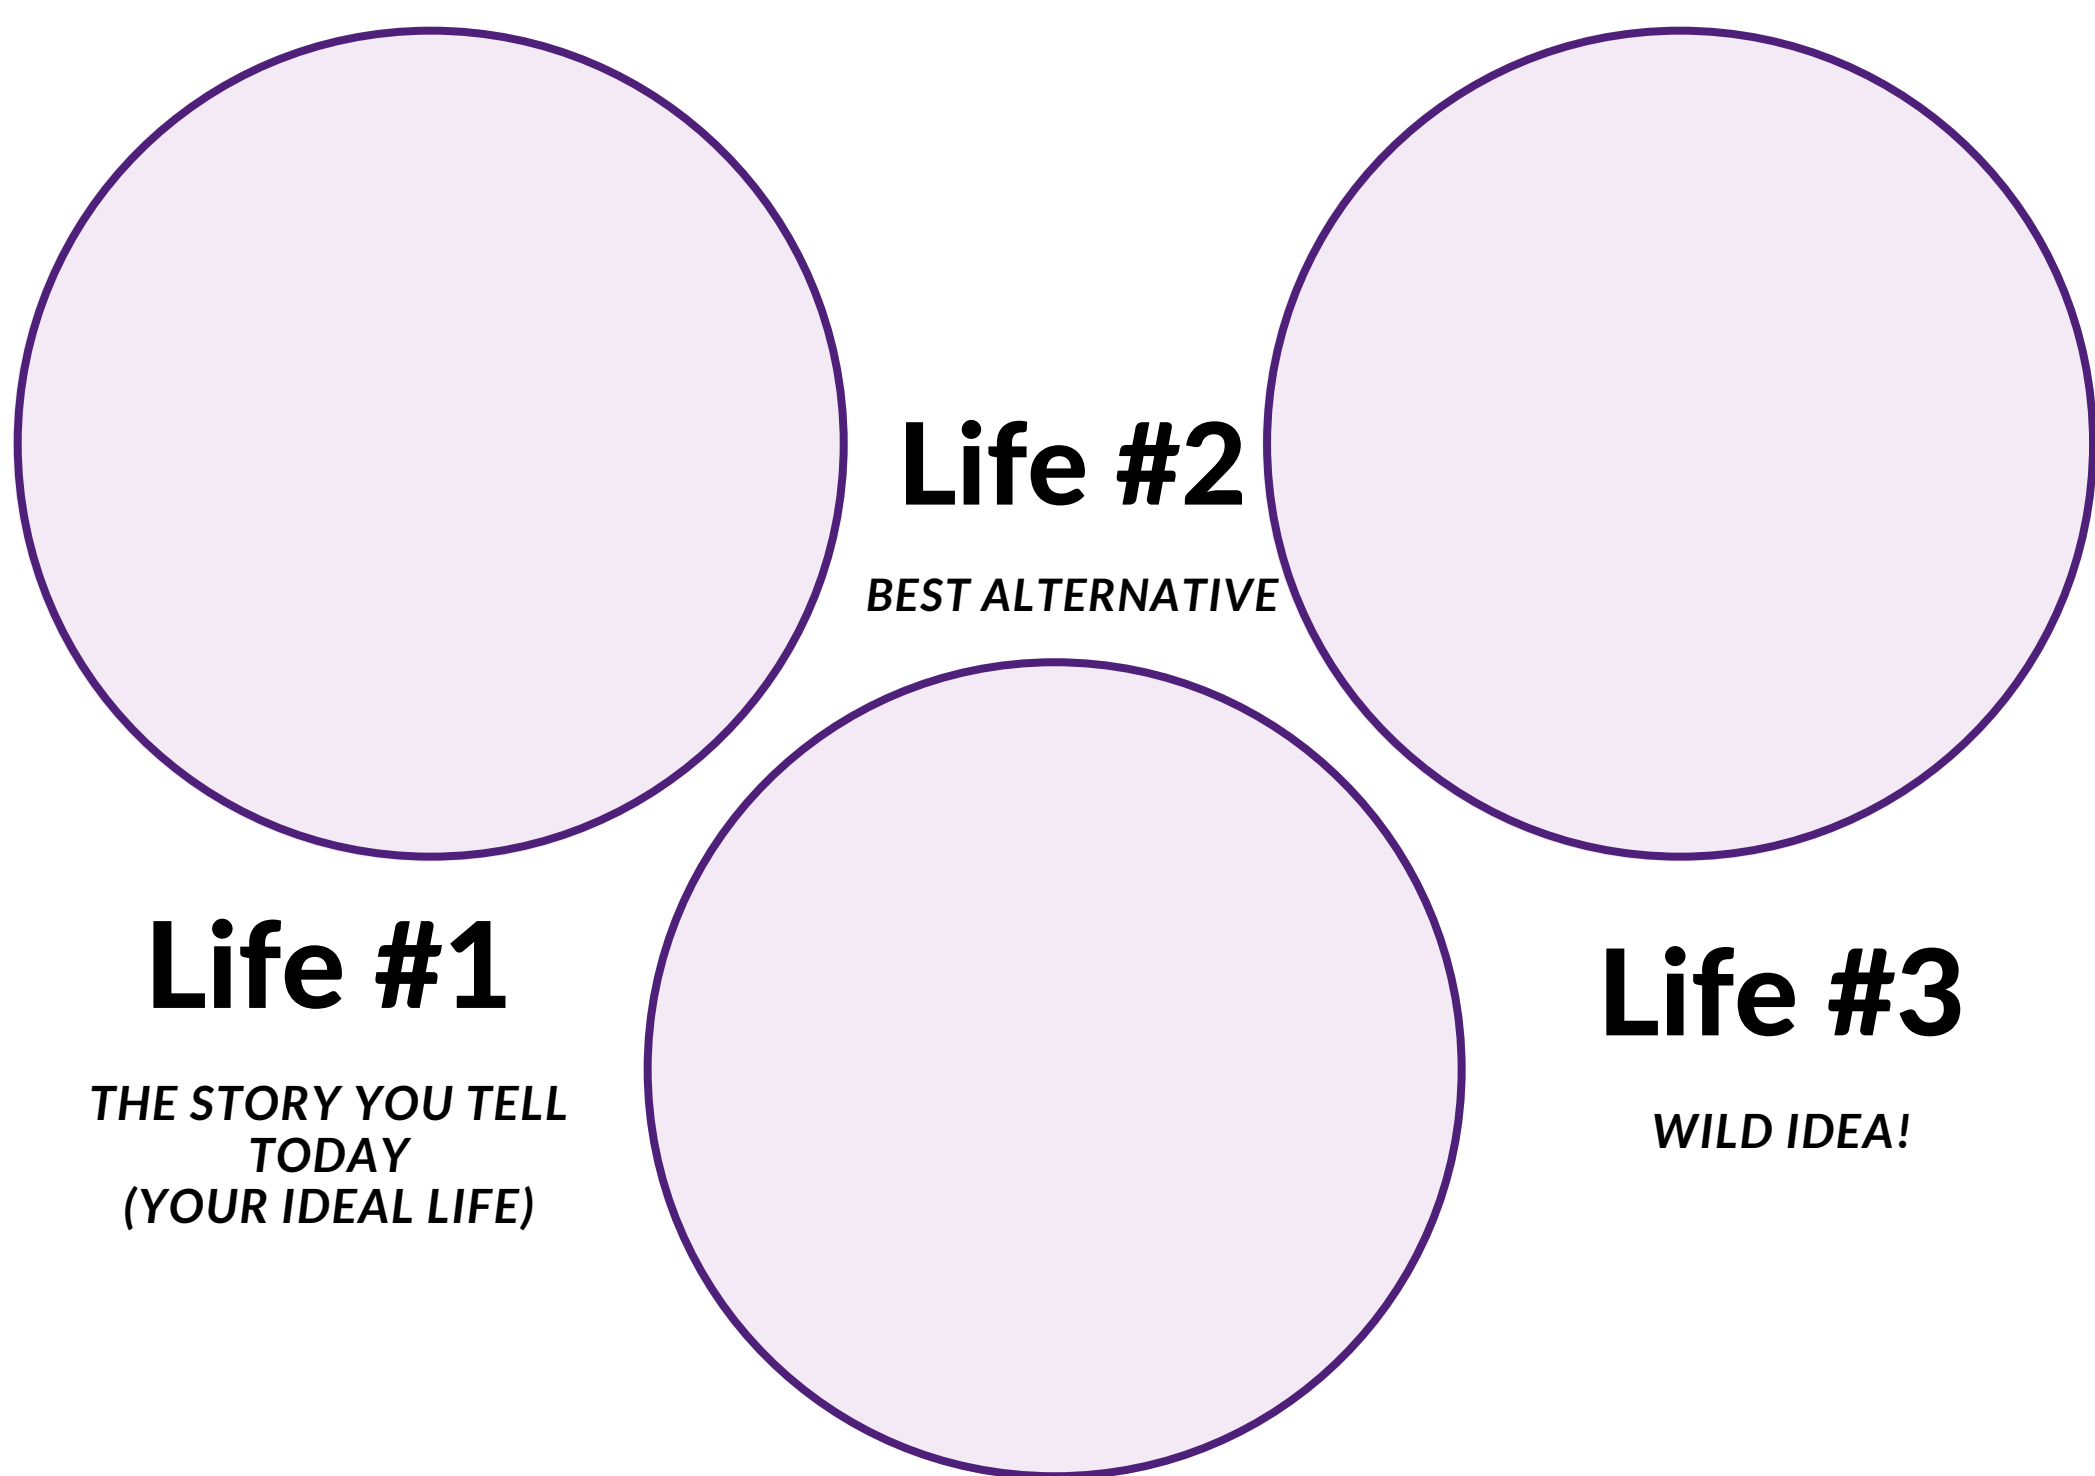 Life #1
THE STORY YOU TELL
TODAY
(YOUR IDEAL LIFE)
Life #2
BEST ALTERNATIVE
Life #3
WILD IDEA!